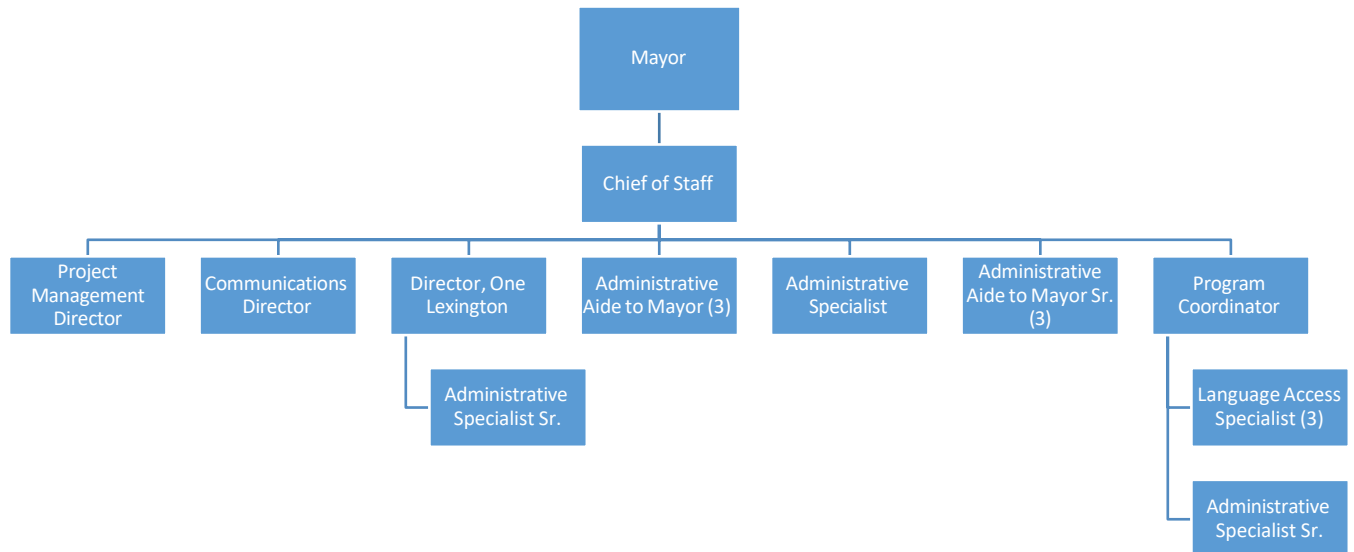 Mayor
Chief of Staff
Project
Management
Director
Communications
Director
Director, One
Lexington
Administrative
Aide to Mayor (3)
Administrative
Specialist
Administrative
Aide to Mayor Sr.
(3)
Program
Coordinator
Administrative
Specialist Sr.
Language Access
Specialist (3)
Administrative
Specialist Sr.